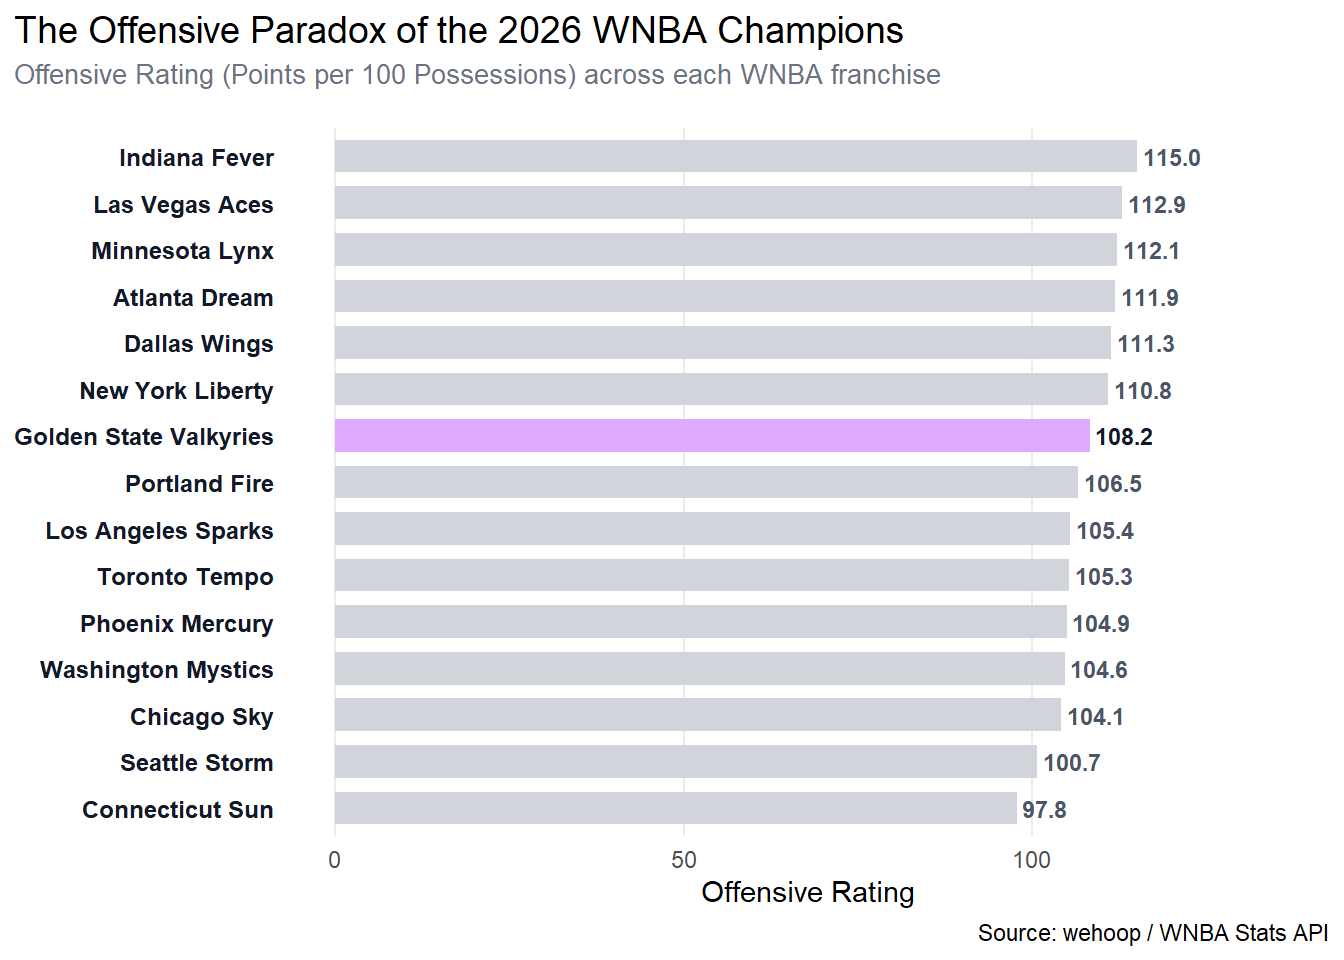 The Offensive Paradox of the 2026 WNBA Champions
Offensive Rating (Points per 100 Possessions) across each WNBA franchise
Indiana Fever 115.0
Las Vegas Aces 112.9
Minnesota Lynx 112.1
Atlanta Dream 111.9
Dallas Wings 111.3
New York Liberty 110.8
Golden State Valkyries 108.2
Portland Fire 106.5
Los Angeles Sparks 105.4
Toronto Tempo 105.3
Phoenix Mercury 104.9
Washington Mystics 104.6
Chicago Sky 104.1
Seattle Storm 100.7
Connecticut Sun 97.8
0 50 100
Offensive Rating
Source: wehoop / WNBA Stats API